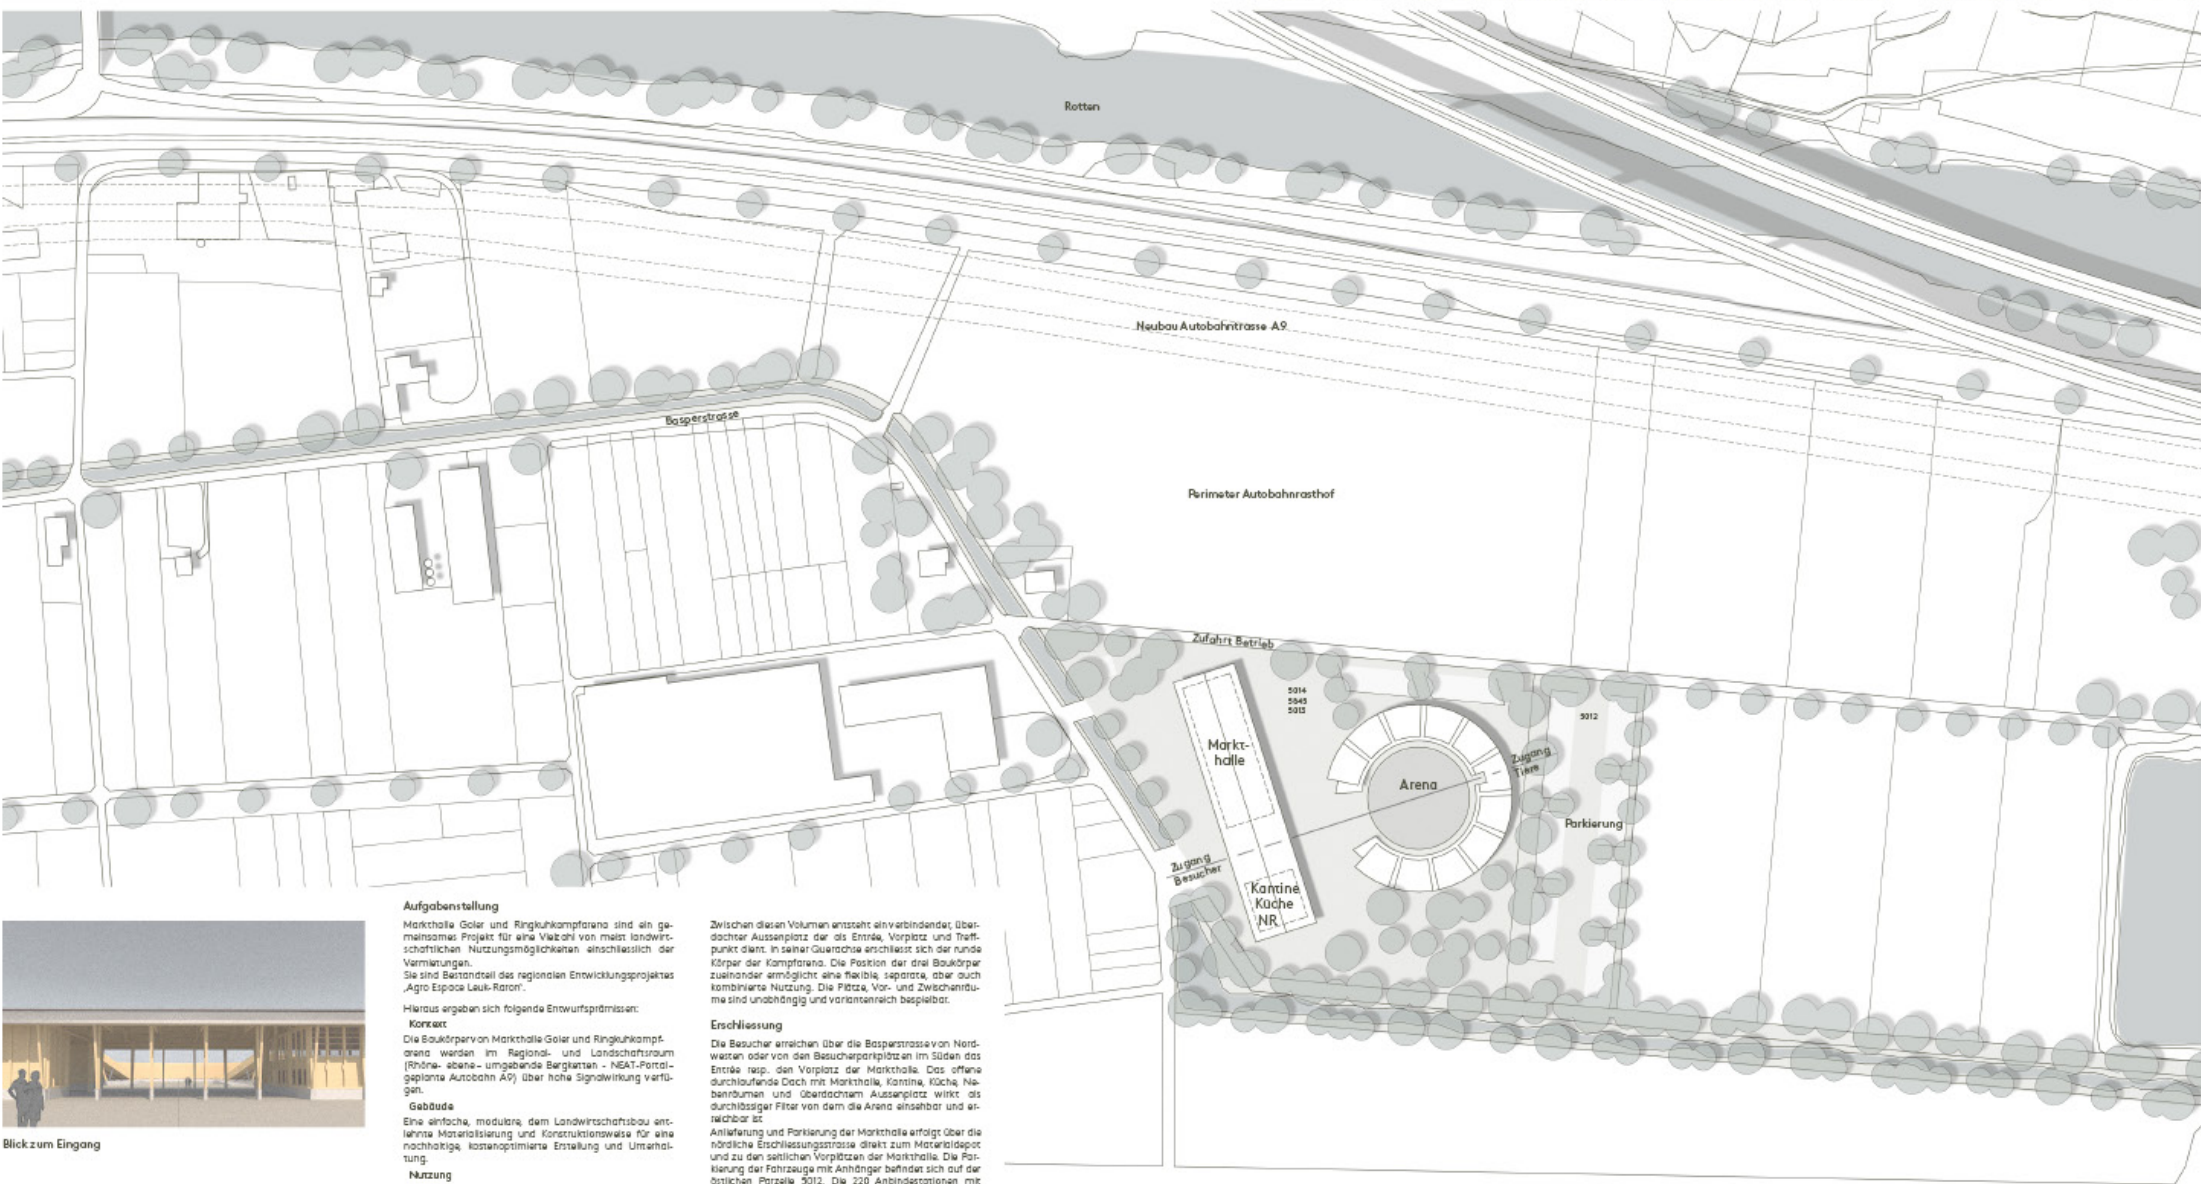 Rotten
Neubau Autobahntrasse A9
Basperstrasse
Perimeter Autobahnrasthof
Zufahrt Betrieb
5014
5645
5013
5012
Markt-
halle
Arena
Zugang
Tiere
Parkierung
Zugang
Besucher
Kantine
Küche
NR
Blick zum Eingang
Aufgabenstellung
Markthalle Goler und Ringkuhkampfarena sind ein ge-
meinsames Projekt für eine Vielzahl von meist landwirt-
schaftlichen Nutzungsmöglichkeiten einschliesslich der
Vermietungen.
Sie sind Bestandteil des regionalen Entwicklungsprojektes
„Agro Espace Leuk-Raron".
Hieraus ergeben sich folgende Entwurfsprämissen:
Kontext
Die Baukörper von Markthalle Goler und Ringkuhkampf-
arena werden im Regional- und Landschaftsraum
(Rhône- ebene - umgebende Bergketten - NEAT-Portal -
geplante Autobahn A9) über hohe Signalwirkung verfü-
gen.
Gebäude
Eine einfache, modulare, dem Landwirtschaftsbau ent-
lehnte Materialisierung und Konstruktionsweise für eine
nachhaltige, kostenoptimierte Erstellung und Unterhal-
tung.
Nutzung
Zwischen diesen Volumen entsteht ein verbindender, über-
dachter Aussenplatz der als Entrée, Vorplatz und Treff-
punkt dient. In seiner Querachse erschliesst sich der runde
Körper der Kampfarena. Die Position der drei Baukörper
zueinander ermöglicht eine flexible, separate, aber auch
kombinierte Nutzung. Die Plätze, Vor- und Zwischenräu-
me sind unabhängig und variantenreich bespielbar.
Erschliessung
Die Besucher erreichen über die Basperstrasse von Nord-
westen oder von den Besucherparkplätzen im Süden das
Entrée resp. den Vorplatz der Markthalle. Das offene
durchlaufende Dach mit Markthalle, Kantine, Küche, Ne-
benräumen und überdachtem Aussenplatz wirkt als
durchlässiger Filter von dem die Arena einsehbar und er-
reichbar ist
Anlieferung und Parkierung der Markthalle erfolgt über die
nördliche Erschliessungsstrasse direkt zum Materialdepot
und zu den seitlichen Vorplätzen der Markthalle. Die Par-
kierung der Fahrzeuge mit Anhänger befindet sich auf der
östlichen Parzelle 5012. Die 220 Anbindestationen mit